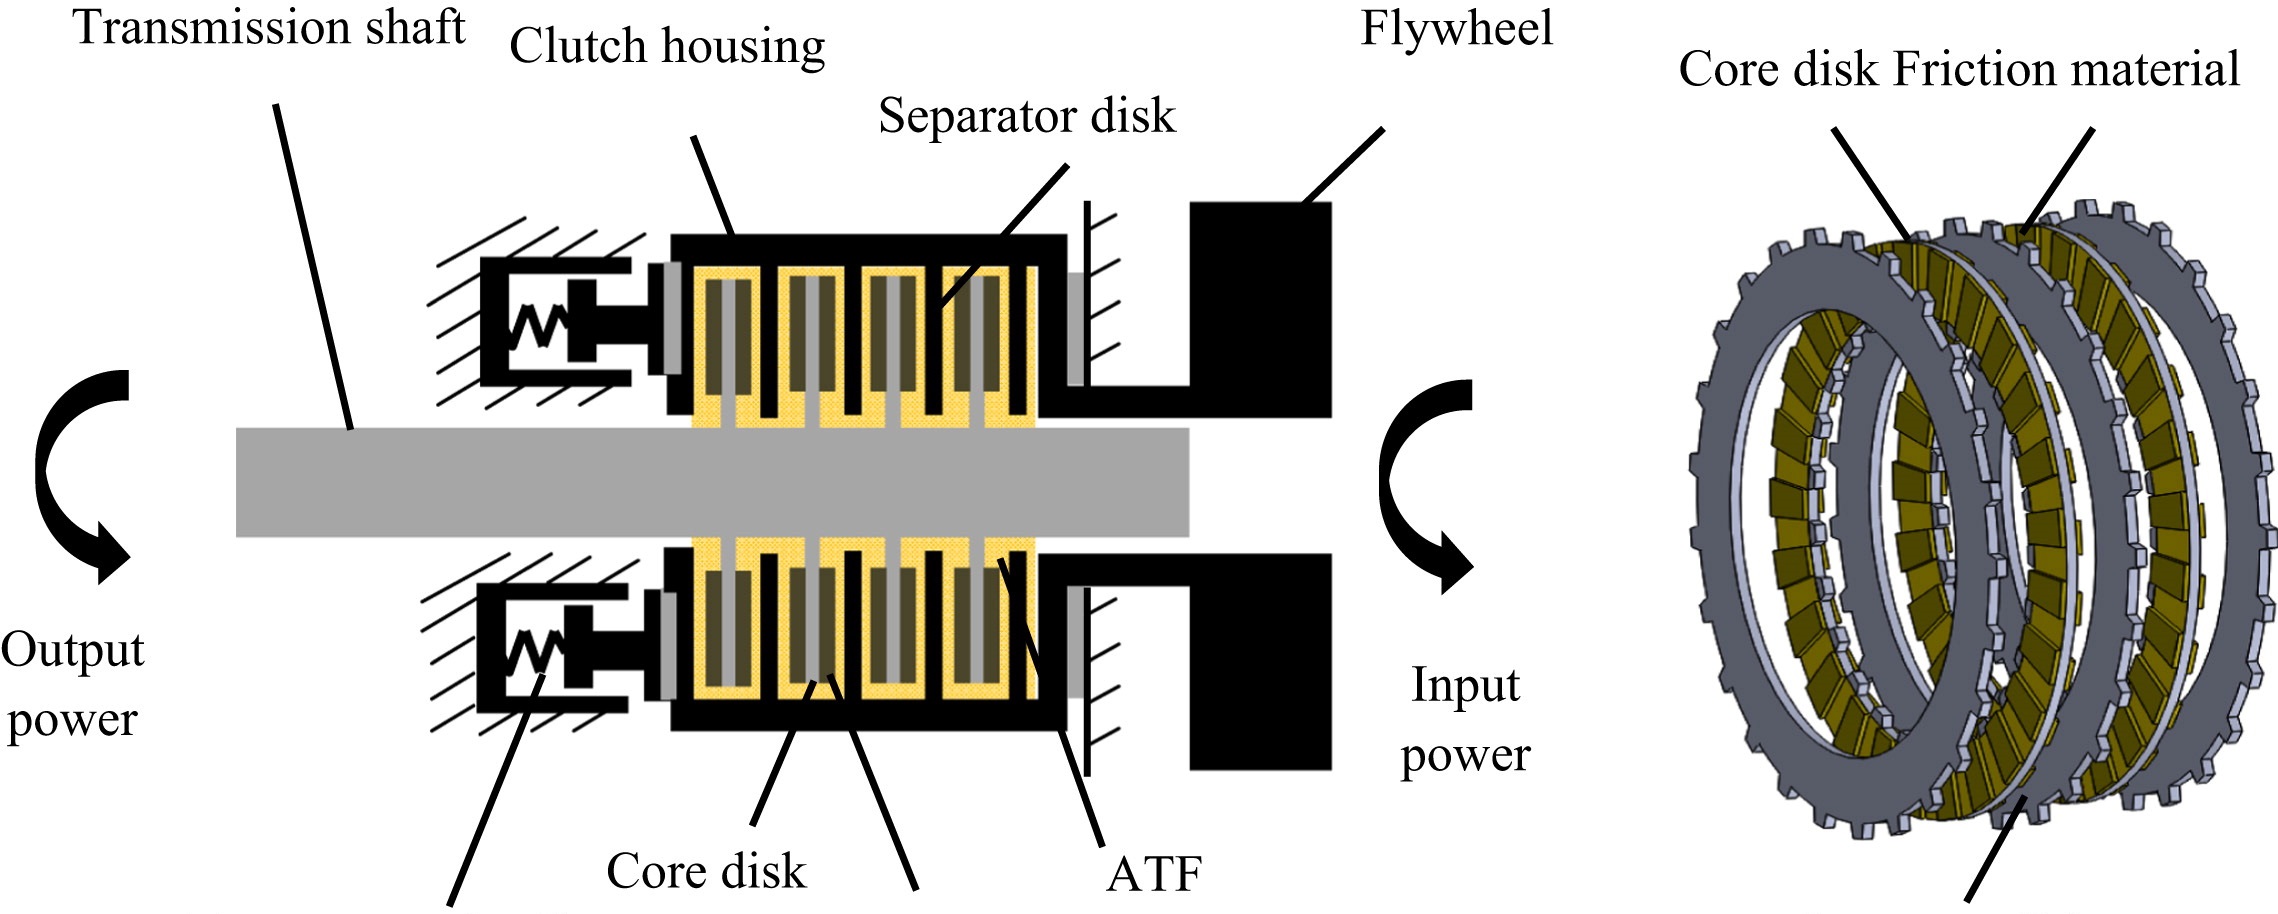 Transmission shaft
Clutch housing
Separator disk
Flywheel
Core disk Friction material
Output
power
Input
power
Core disk
ATF